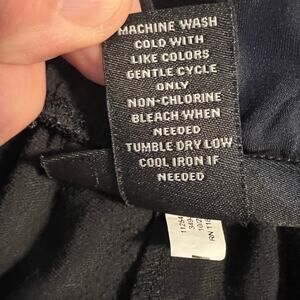 MACHINE WASH
COLD WITH
LIKE COLORS
GENTLE CYCLE
ONLY
NON-CHLORINE
BLEACH WHEN
NEEDED
TUMBLE DRY LOW
COOL IRON IF
NEEDED
RN